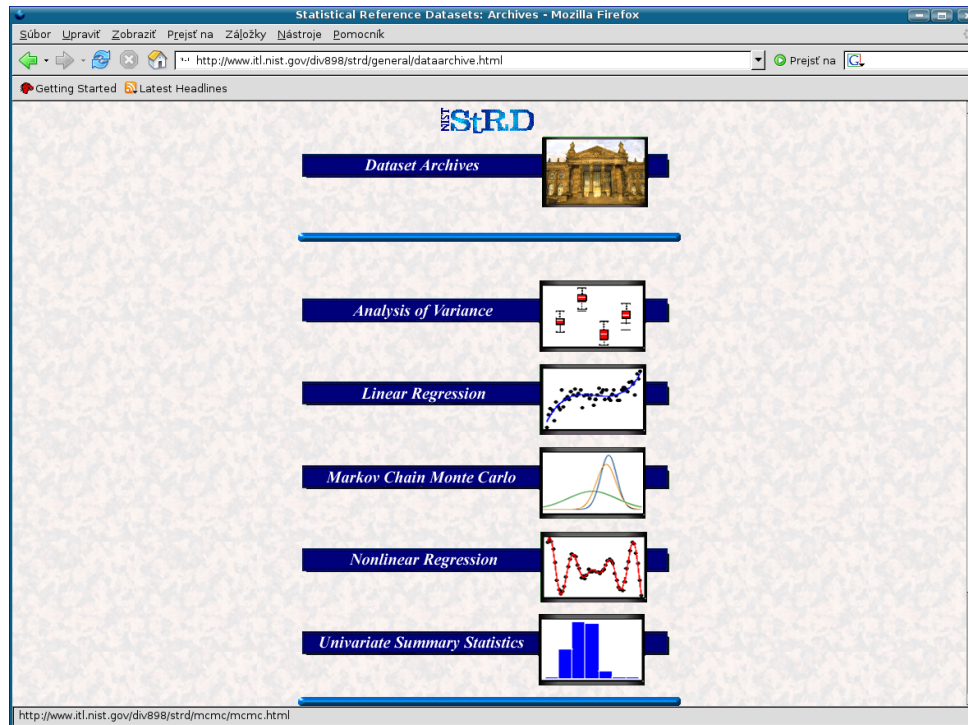 Statistical Reference Datasets: Archives - Mozilla Firefox
Súbor Upraviť Zobraziť Prejsť na Záložky Nástroje Pomocník
http://www.itl.nist.gov/div898/strd/general/dataarchive.html Prejsť na
Getting Started Latest Headlines
NIST StRD
Dataset Archives
Analysis of Variance
Linear Regression
Markov Chain Monte Carlo
Nonlinear Regression
Univariate Summary Statistics
http://www.itl.nist.gov/div898/strd/mcmc/mcmc.html